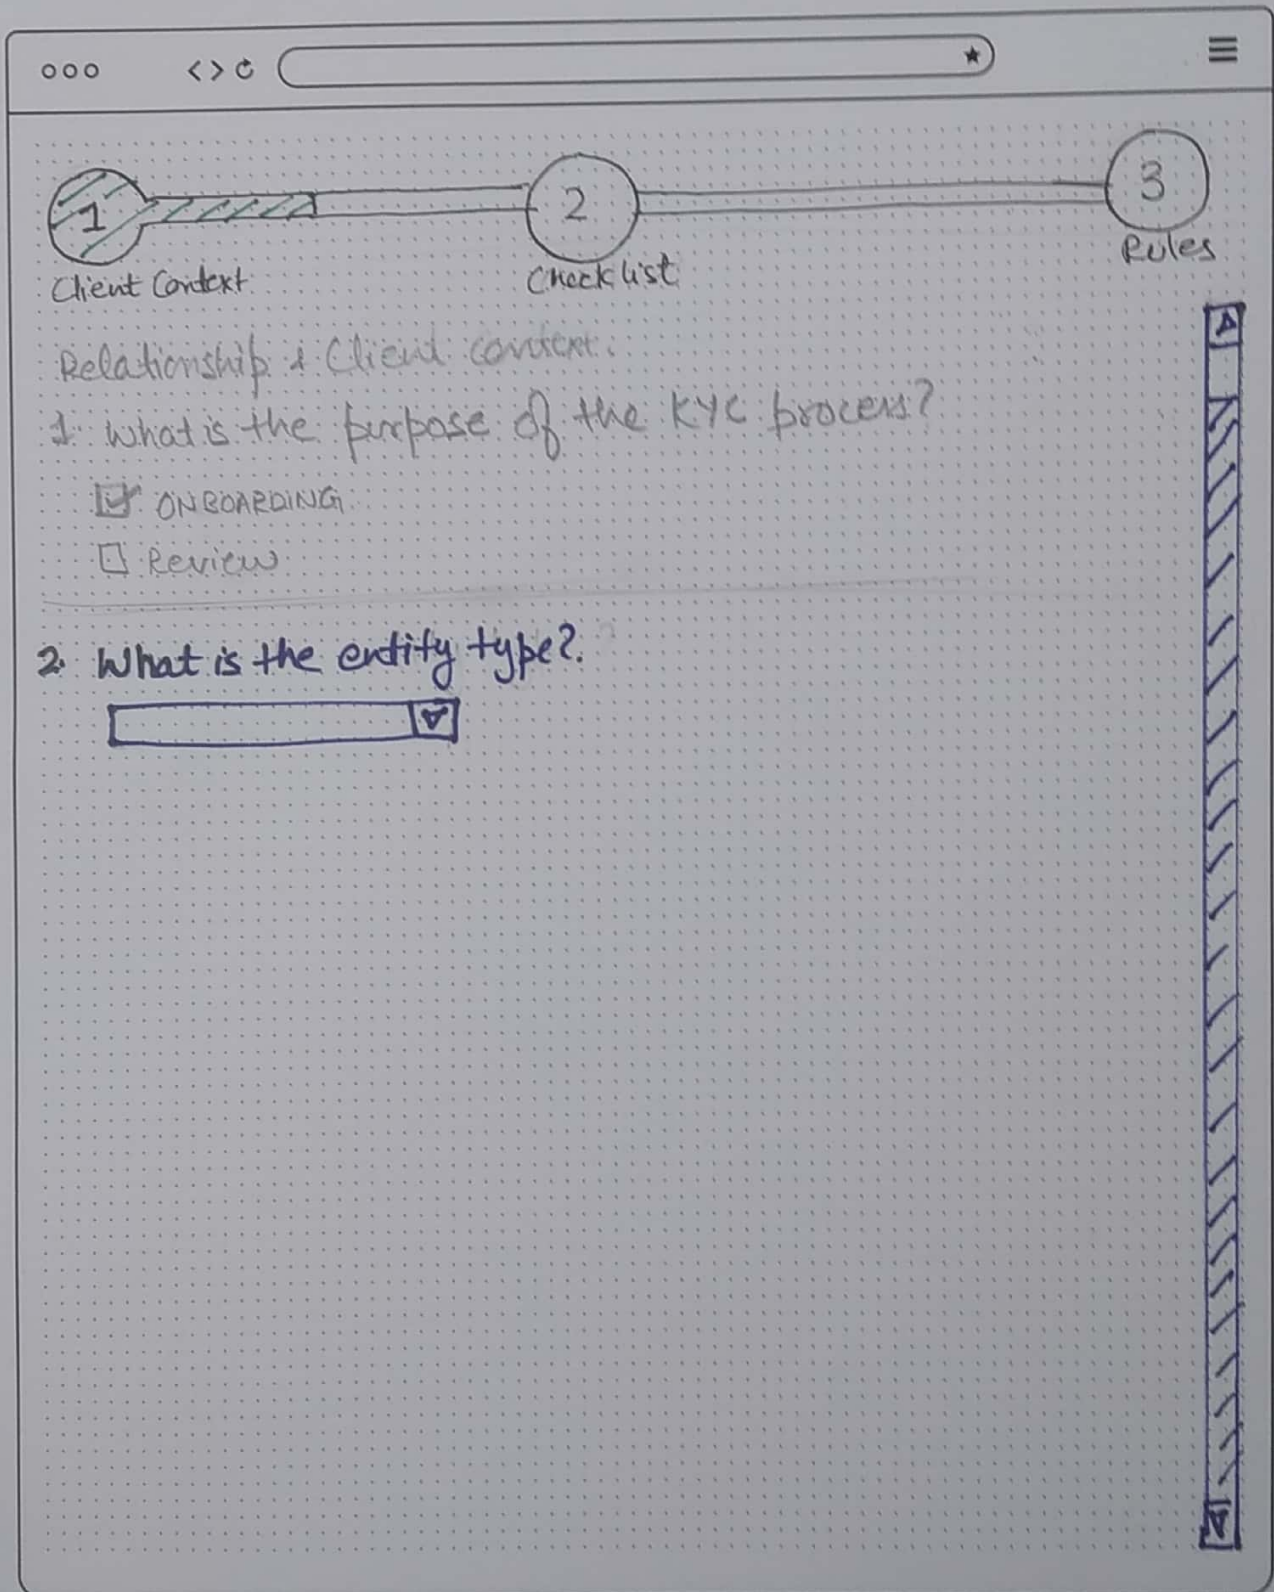 1
2
3
Client Context
Checklist
Rules
Relationship & Client context.
1. What is the purpose of the KYC process?
ONBOARDING
Review
2. What is the entity type?